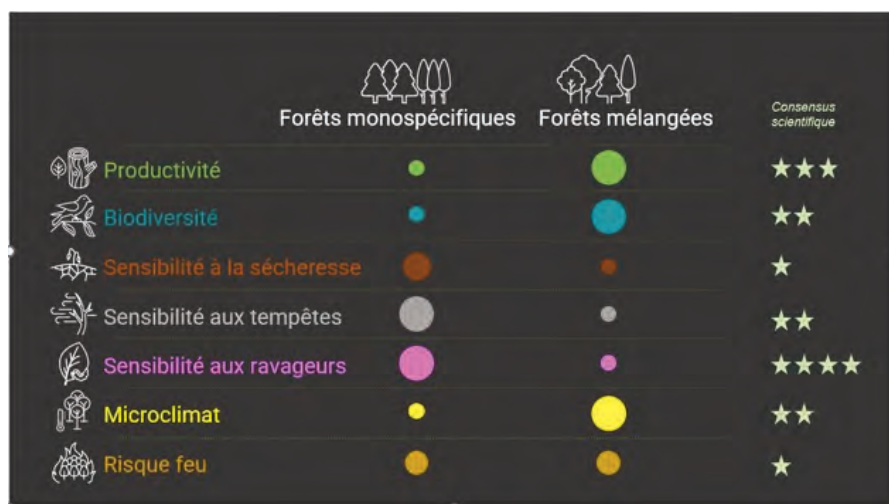 Forêts monospécifiques
Forêts mélangées
Consensus
scientifique
Productivité
Biodiversité
Sensibilité à la sécheresse
Sensibilité aux tempêtes
Sensibilité aux ravageurs
Microclimat
Risque feu